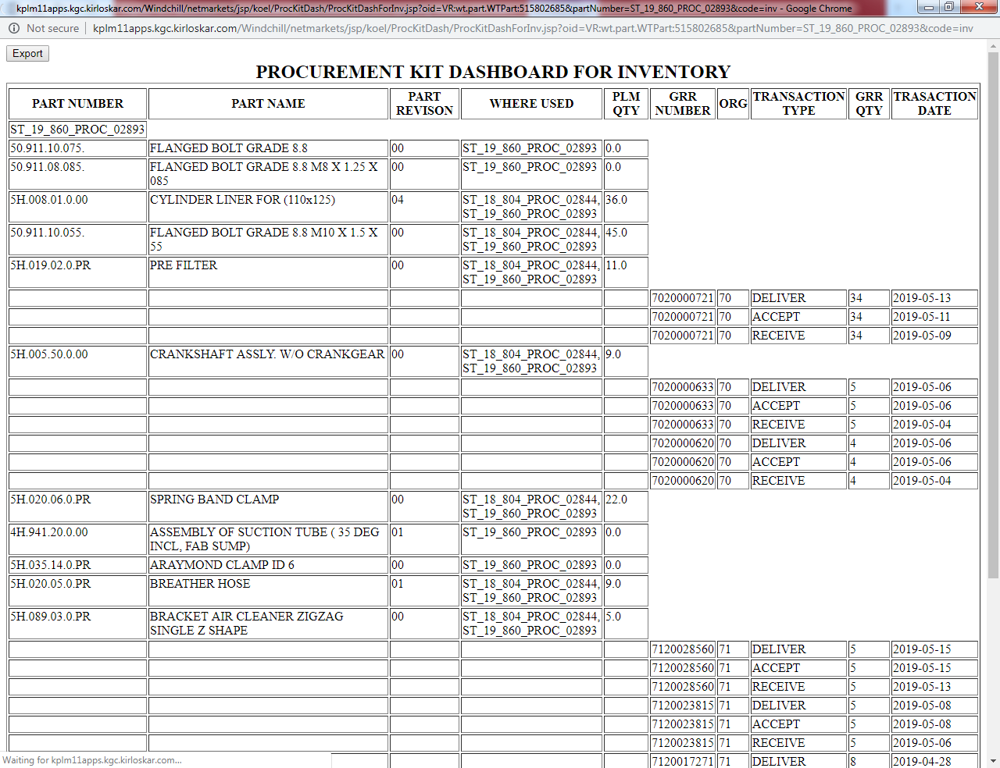 kplm11apps.kgc.kirloskar.com/Windchill/netmarkets/jsp/koel/ProcKitDash/ProcKitDashForInv.jsp?oid=VR:wt.part.WTPart:515802685&partNumber=ST_19_860_PROC_02893&code=inv - Google Chrome
Not secure | kplm11apps.kgc.kirloskar.com/Windchill/netmarkets/jsp/koel/ProcKitDash/ProcKitDashForInv.jsp?oid=VR:wt.part.WTPart:515802685&partNumber=ST_19_860_PROC_02893&code=inv
Export
PROCUREMENT KIT DASHBOARD FOR INVENTORY
PART NUMBER PART NAME PART REVISON WHERE USED PLM QTY GRR NUMBER ORG TRANSACTION TYPE GRR QTY TRASACTION DATE
ST_19_860_PROC_02893
50.911.10.075. FLANGED BOLT GRADE 8.8 00 ST_19_860_PROC_02893 0.0
50.911.08.085. FLANGED BOLT GRADE 8.8 M8 X 1.25 X 085 00 ST_19_860_PROC_02893 0.0
5H.008.01.0.00 CYLINDER LINER FOR (110x125) 04 ST_18_804_PROC_02844, ST_19_860_PROC_02893 36.0
50.911.10.055. FLANGED BOLT GRADE 8.8 M10 X 1.5 X 55 00 ST_18_804_PROC_02844, ST_19_860_PROC_02893 45.0
5H.019.02.0.PR PRE FILTER 00 ST_18_804_PROC_02844, ST_19_860_PROC_02893 11.0
7020000721 70 DELIVER 34 2019-05-13
7020000721 70 ACCEPT 34 2019-05-11
7020000721 70 RECEIVE 34 2019-05-09
5H.005.50.0.00 CRANKSHAFT ASSLY. W/O CRANKGEAR 00 ST_18_804_PROC_02844, ST_19_860_PROC_02893 9.0
7020000633 70 DELIVER 5 2019-05-06
7020000633 70 ACCEPT 5 2019-05-06
7020000633 70 RECEIVE 5 2019-05-04
7020000620 70 DELIVER 4 2019-05-06
7020000620 70 ACCEPT 4 2019-05-06
7020000620 70 RECEIVE 4 2019-05-04
5H.020.06.0.PR SPRING BAND CLAMP 00 ST_18_804_PROC_02844, ST_19_860_PROC_02893 22.0
4H.941.20.0.00 ASSEMBLY OF SUCTION TUBE ( 35 DEG INCL, FAB SUMP) 01 ST_19_860_PROC_02893 0.0
5H.035.14.0.PR ARAYMOND CLAMP ID 6 00 ST_19_860_PROC_02893 0.0
5H.020.05.0.PR BREATHER HOSE 01 ST_18_804_PROC_02844, ST_19_860_PROC_02893 9.0
5H.089.03.0.PR BRACKET AIR CLEANER ZIGZAG SINGLE Z SHAPE 00 ST_18_804_PROC_02844, ST_19_860_PROC_02893 5.0
7120028560 71 DELIVER 5 2019-05-15
7120028560 71 ACCEPT 5 2019-05-15
7120028560 71 RECEIVE 5 2019-05-13
7120023815 71 DELIVER 5 2019-05-08
7120023815 71 ACCEPT 5 2019-05-08
7120023815 71 RECEIVE 5 2019-05-06
7120017271 71 DELIVER 8 2019-04-28
Waiting for kplm11apps.kgc.kirloskar.com...